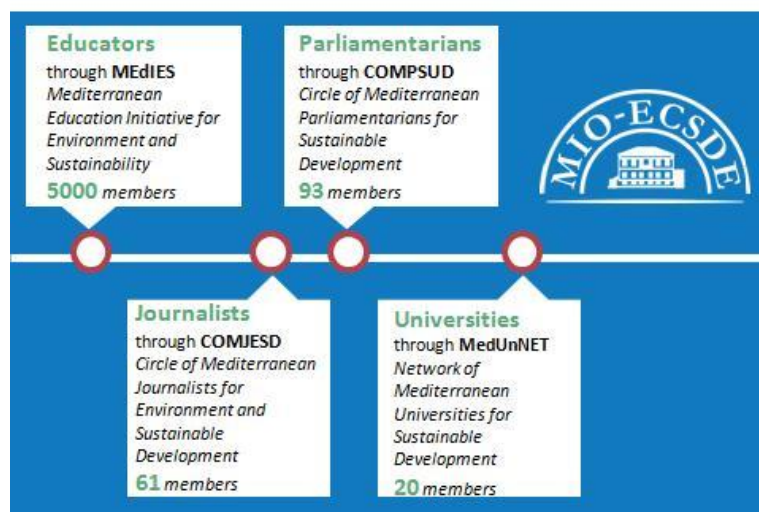 Educators
through MEdIES
Mediterranean
Education Initiative for
Environment and
Sustainability
5000 members
Parliamentarians
through COMPSUD
Circle of Mediterranean
Parliamentarians for
Sustainable
Development
93 members
MIO-ECSDE
Journalists
through COMJESD
Circle of Mediterranean
Journalists for
Environment and
Sustainable
Development
61 members
Universities
through MedUnNET
Network of
Mediterranean
Universities for
Sustainable
Development
20 members